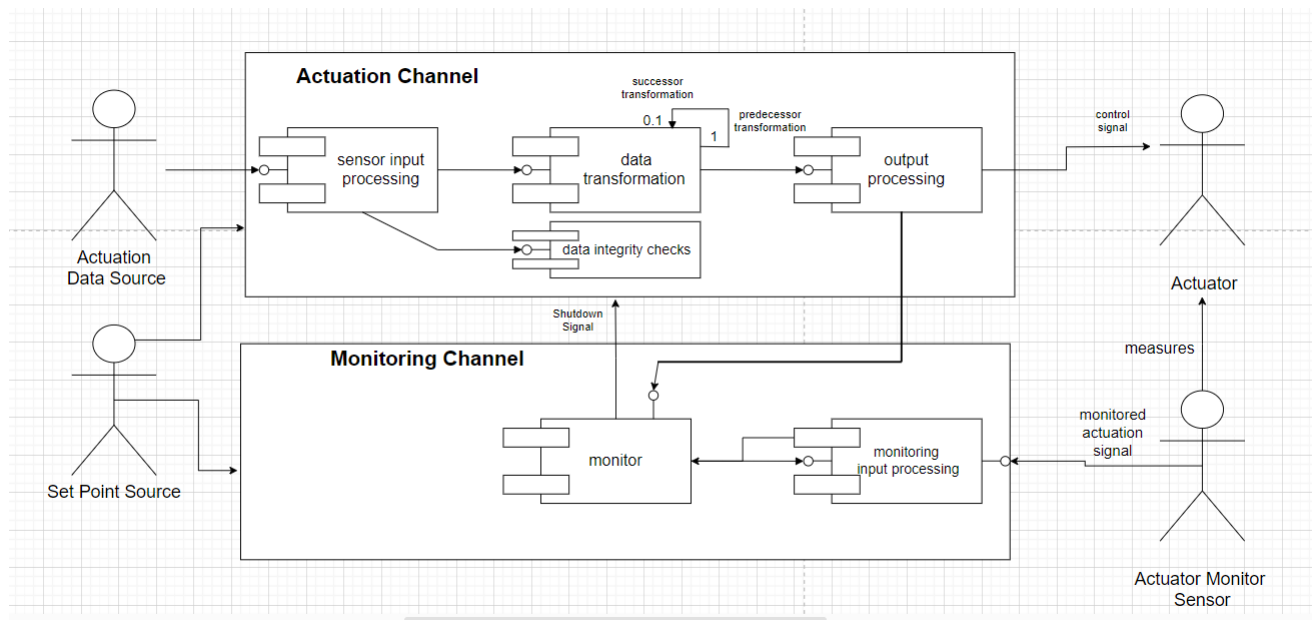 Actuation Channel
successor
transformation
0.1
1
predecessor
transformation
control
signal
sensor input
processing
data
transformation
output
processing
data integrity checks
Actuation
Data Source
Actuator
Shutdown
Signal
Monitoring Channel
measures
monitored
actuation
signal
monitor
monitoring
input processing
Set Point Source
Actuator Monitor
Sensor